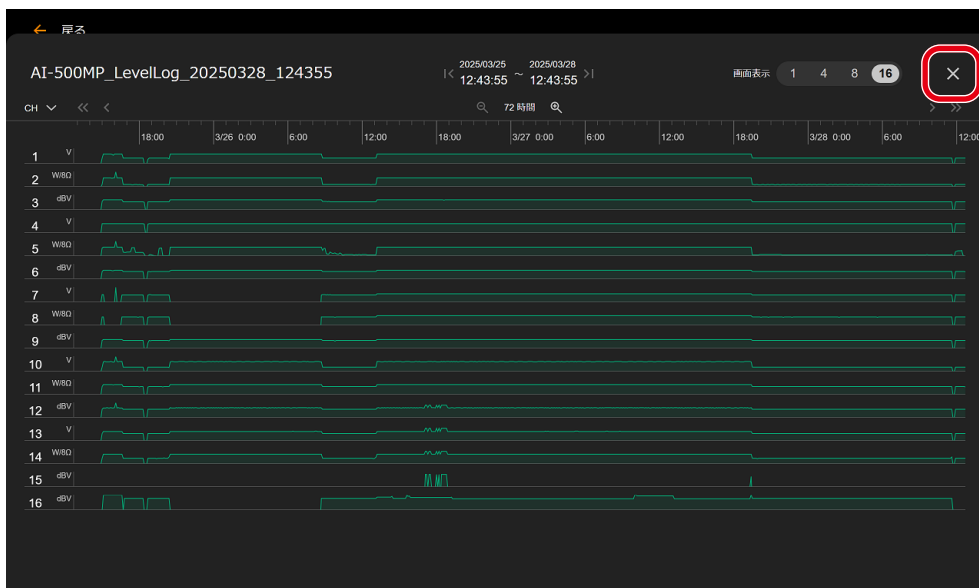 ← 戻る
AI-500MP_LevelLog_20250328_124355
2025/03/25 12:43:55 ~ 2025/03/28 12:43:55
画面表示 1 4 8 16
CH
72 時間
18:00 3/26 0:00 6:00 12:00 18:00 3/27 0:00 6:00 12:00 18:00 3/28 0:00 6:00 12:00
1 V
2 W/8Ω
3 dBV
4 V
5 W/8Ω
6 dBV
7 V
8 W/8Ω
9 dBV
10 V
11 W/8Ω
12 dBV
13 V
14 W/8Ω
15 dBV
16 dBV